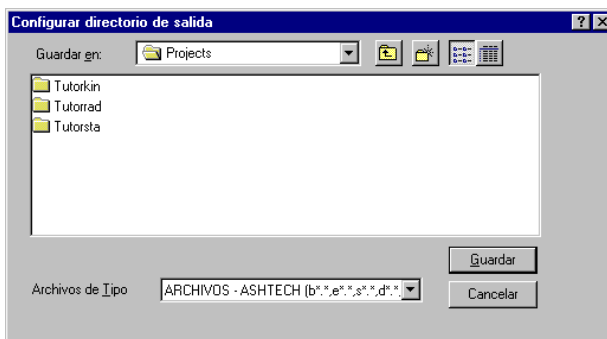 Configurar directorio de salida
Guardar en: Projects
Tutorkin
Tutorrad
Tutorsta
Guardar
Archivos de Tipo ARCHIVOS - ASHTECH (b*.*,e*.*,s*.*,d*.*,
Cancelar